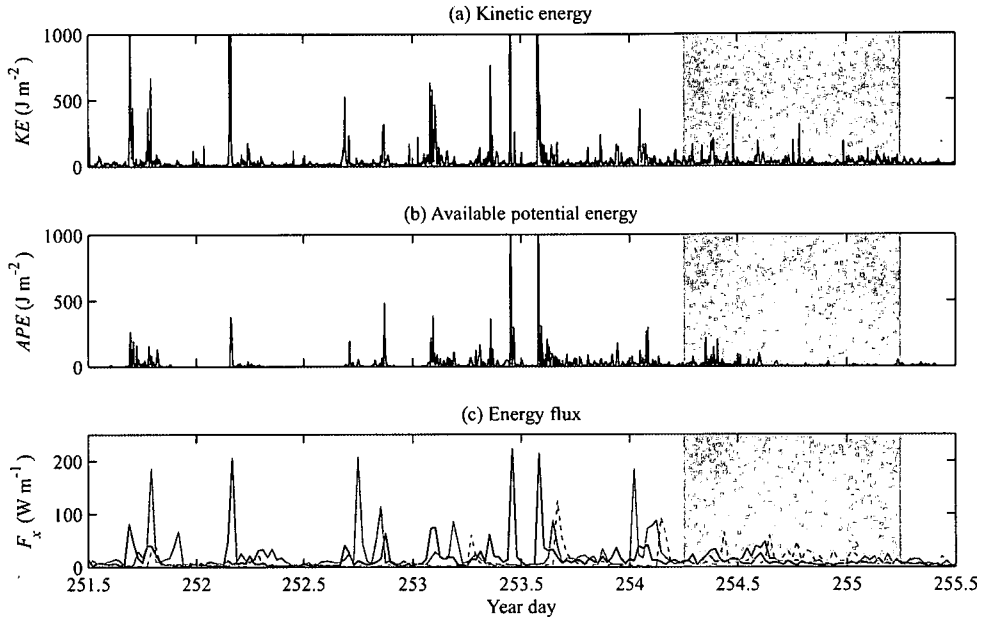 (a) Kinetic energy
1000
500
0
KE (J m⁻²)
(b) Available potential energy
1000
500
0
APE (J m⁻²)
(c) Energy flux
200
100
0
Fₓ (W m⁻¹)
251.5 252 252.5 253 253.5 254 254.5 255 255.5
Year day